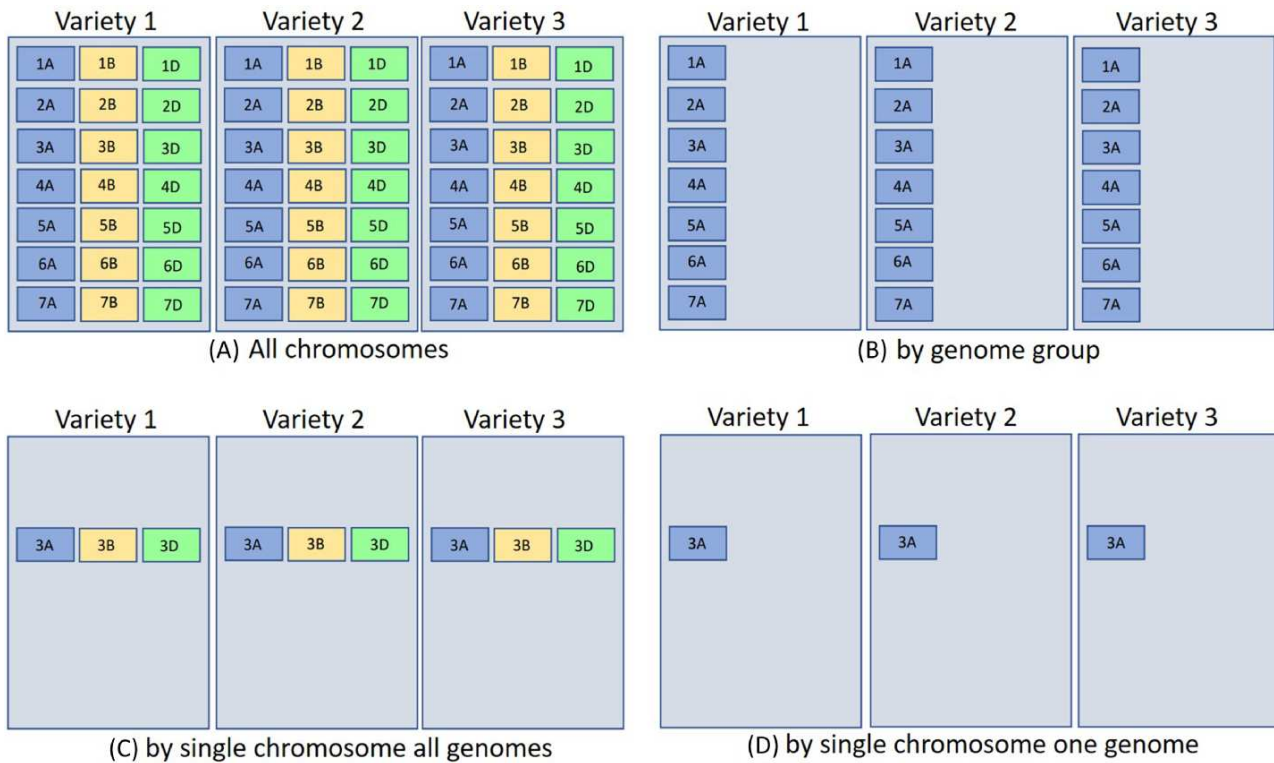 Variety 1 Variety 2 Variety 3
1A 1B 1D 1A 1B 1D 1A 1B 1D
2A 2B 2D 2A 2B 2D 2A 2B 2D
3A 3B 3D 3A 3B 3D 3A 3B 3D
4A 4B 4D 4A 4B 4D 4A 4B 4D
5A 5B 5D 5A 5B 5D 5A 5B 5D
6A 6B 6D 6A 6B 6D 6A 6B 6D
7A 7B 7D 7A 7B 7D 7A 7B 7D
(A) All chromosomes
Variety 1 Variety 2 Variety 3
1A 1A 1A
2A 2A 2A
3A 3A 3A
4A 4A 4A
5A 5A 5A
6A 6A 6A
7A 7A 7A
(B) by genome group
Variety 1 Variety 2 Variety 3
3A 3B 3D 3A 3B 3D 3A 3B 3D
(C) by single chromosome all genomes
Variety 1 Variety 2 Variety 3
3A 3A 3A
(D) by single chromosome one genome